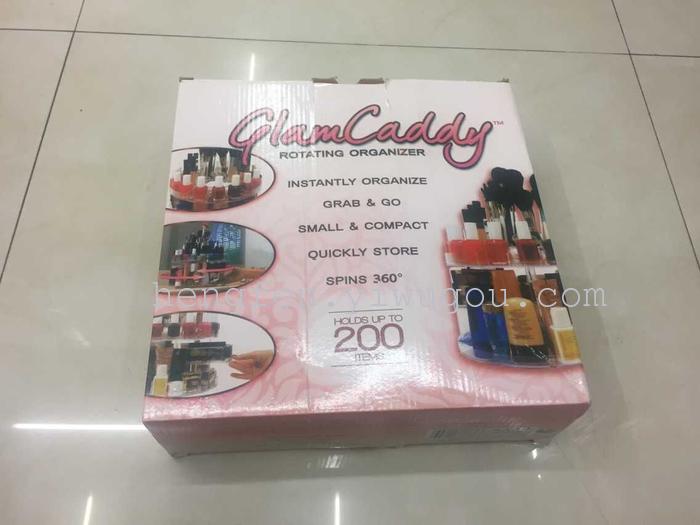 GlamCaddy™
ROTATING ORGANIZER
INSTANTLY ORGANIZE
GRAB & GO
SMALL & COMPACT
QUICKLY STORE
SPINS 360°
HOLDS UP TO
200
ITEMS
hengfan.yiwugou.com